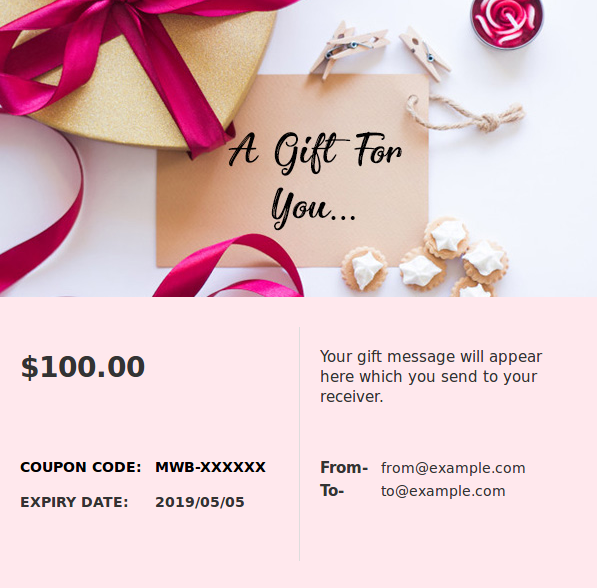 A Gift For
You...
$100.00
COUPON CODE: MWB-XXXXXX
EXPIRY DATE: 2019/05/05
Your gift message will appear
here which you send to your
receiver.
From- from@example.com
To- to@example.com